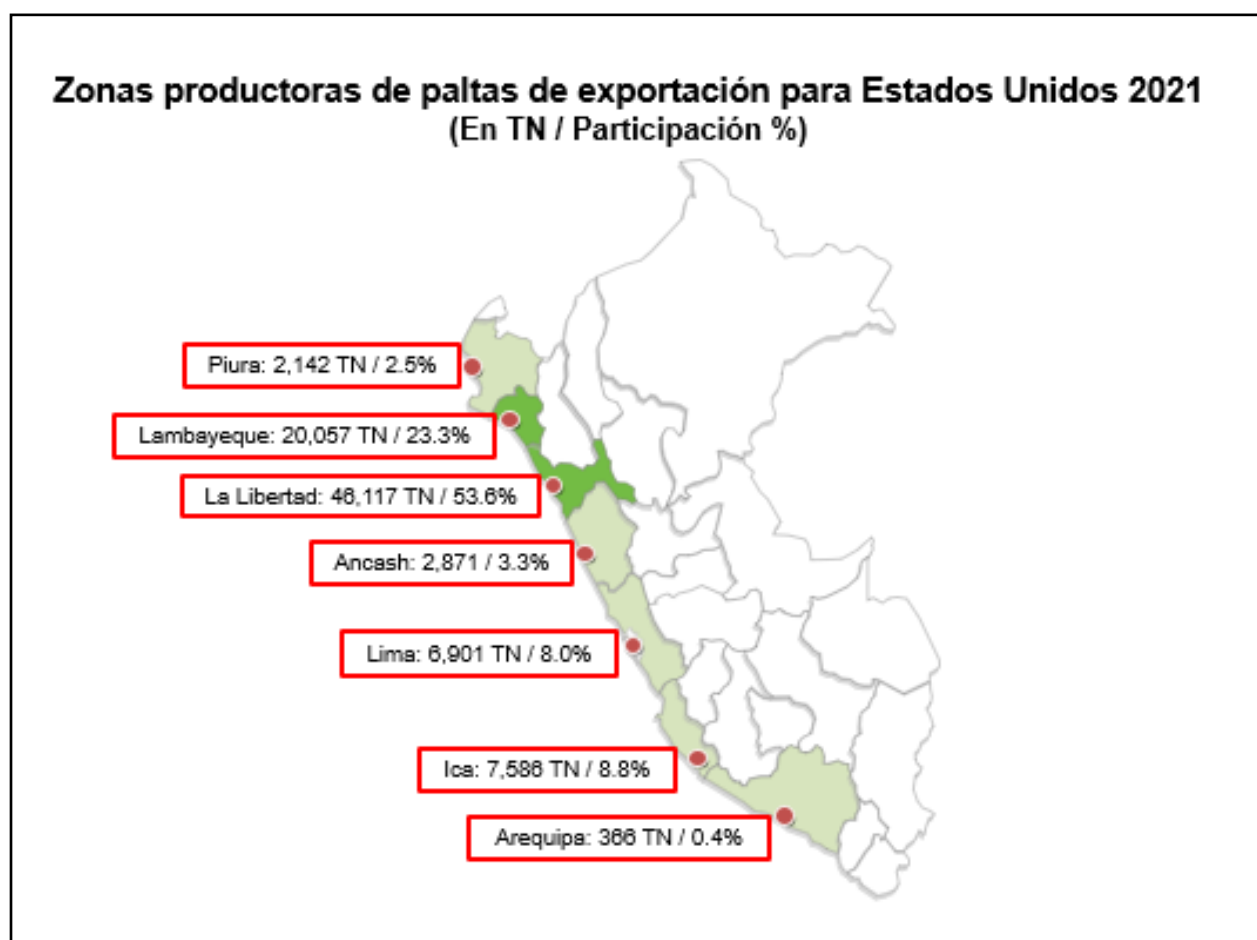 Zonas productoras de paltas de exportación para Estados Unidos 2021
(En TN / Participación %)
Piura: 2,142 TN / 2.5%
Lambayeque: 20,057 TN / 23.3%
La Libertad: 46,117 TN / 53.6%
Ancash: 2,871 / 3.3%
Lima: 6,901 TN / 8.0%
Ica: 7,586 TN / 8.8%
Arequipa: 366 TN / 0.4%